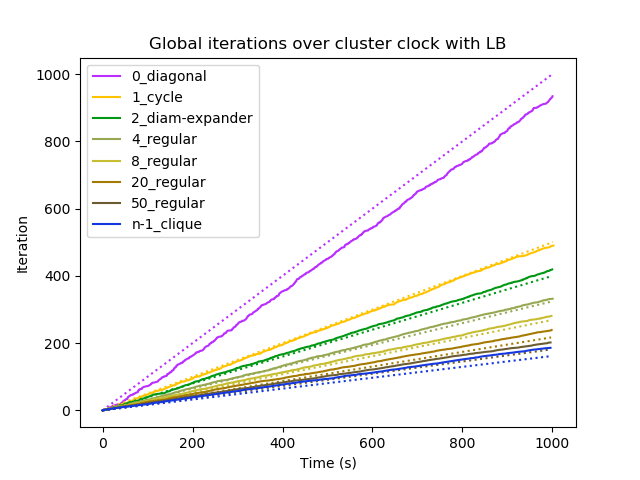 Global iterations over cluster clock with LB
0_diagonal
1_cycle
2_diam-expander
4_regular
8_regular
20_regular
50_regular
n-1_clique
Iteration
1000
800
600
400
200
0
0 200 400 600 800 1000
Time (s)